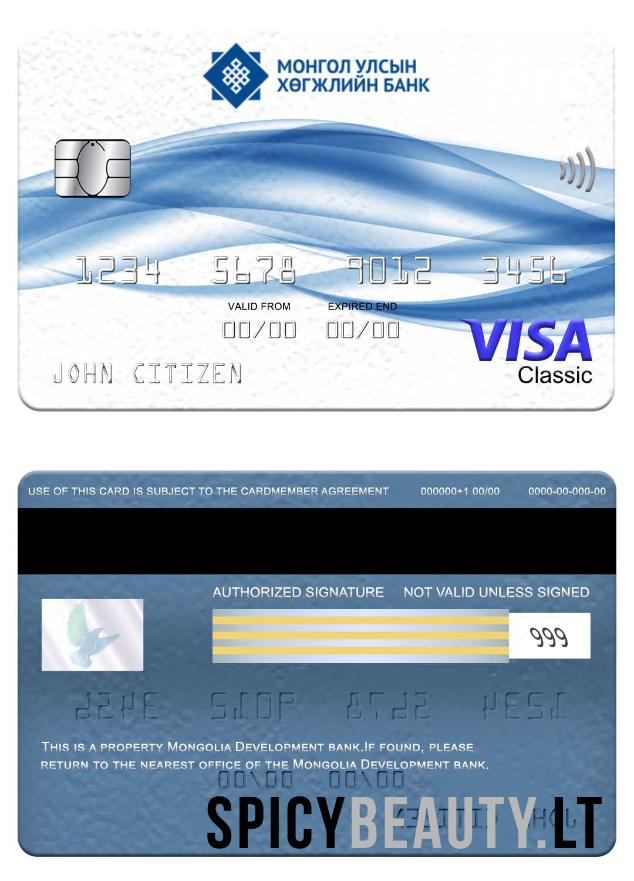 МОНГОЛ УЛСЫН
ХӨГЖЛИЙН БАНК
1234 5678 9012 3456
VALID FROM EXPIRED END
00/00 00/00
VISA
JOHN CITIZEN
Classic
USE OF THIS CARD IS SUBJECT TO THE CARDMEMBER AGREEMENT 000000+1 00/00 0000-00-000-00
AUTHORIZED SIGNATURE NOT VALID UNLESS SIGNED
999
THIS IS A PROPERTY MONGOLIA DEVELOPMENT BANK.IF FOUND, PLEASE
RETURN TO THE NEAREST OFFICE OF THE MONGOLIA DEVELOPMENT BANK.
SPICYBEAUTY.LT